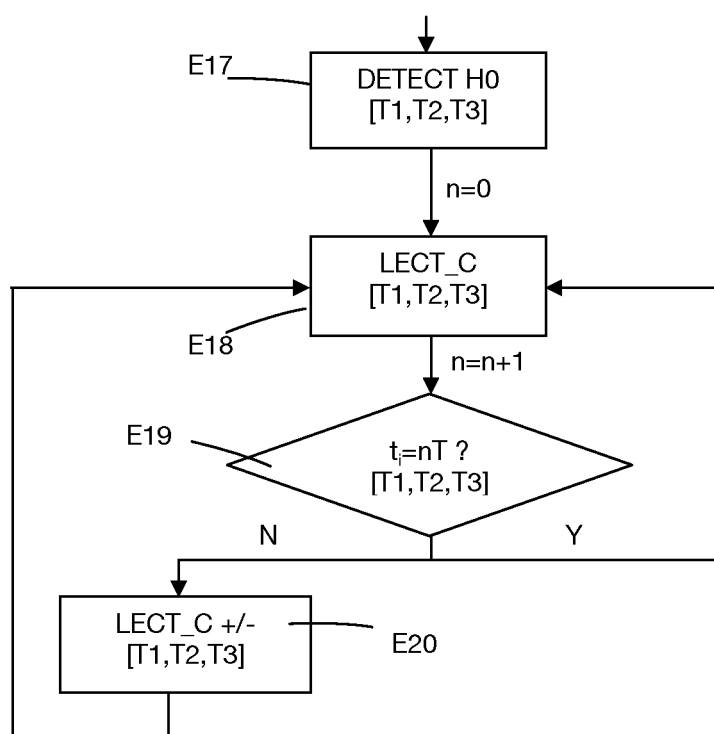 E17
DETECT H0
[T1,T2,T3]
n=0
LECT_C
[T1,T2,T3]
E18
n=n+1
E19
tᵢ=nT ?
[T1,T2,T3]
N
Y
LECT_C +/-
[T1,T2,T3]
E20